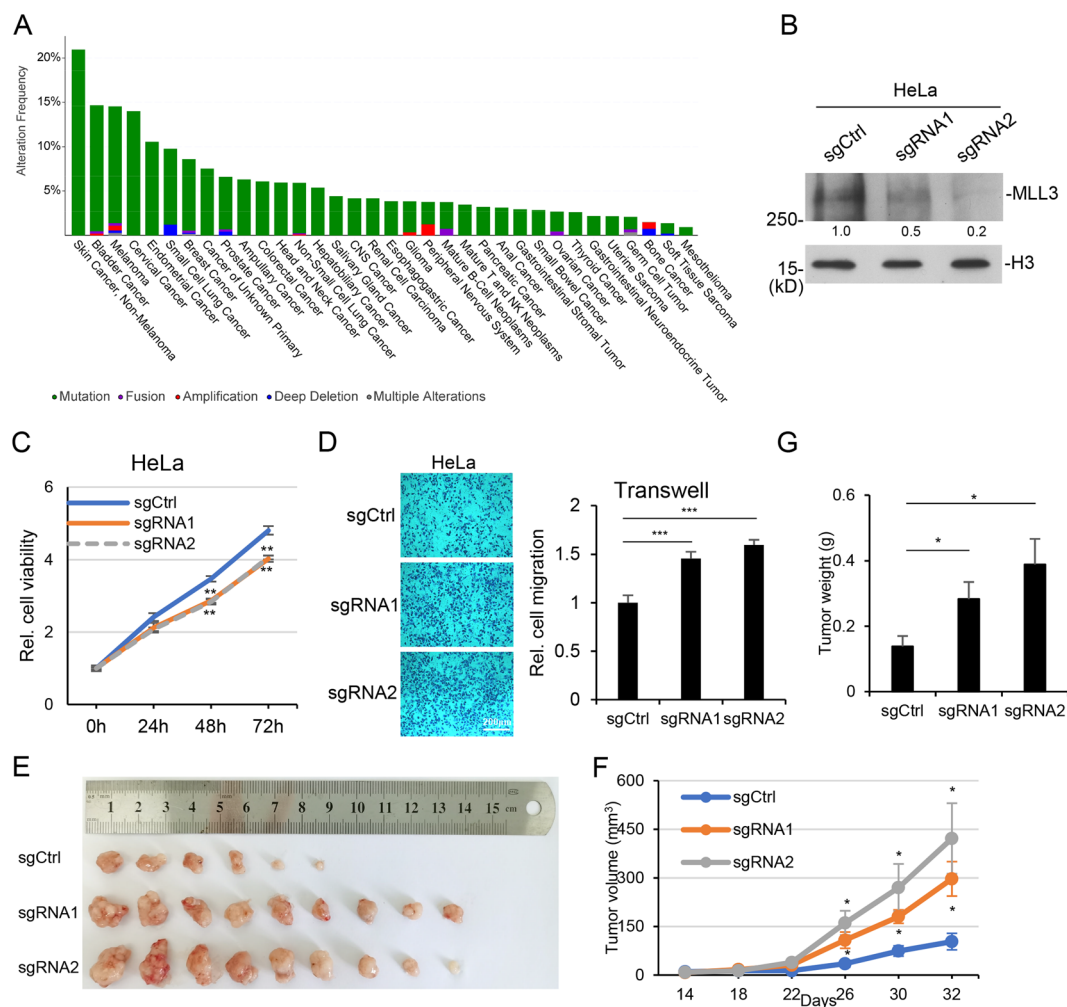 A
Alteration Frequency
20%
15%
10%
5%
Skin Cancer, Non-Melanoma
Bladder Cancer
Melanoma
Cervical Cancer
Endometrial Cancer
Small Cell Lung Cancer
Breast Cancer
Cancer of Unknown Primary
Prostate Cancer
Ampullary Cancer
Colorectal Cancer
Head and Neck Cancer
Non-Small Cell Lung Cancer
Hepatobiliary Cancer
Salivary Gland Cancer
CNS Cancer
Renal Cell Carcinoma
Esophagogastric Cancer
Glioma
Peripheral Nervous System
Mature B-Cell Neoplasms
Mature T and NK Neoplasms
Pancreatic Cancer
Anal Cancer
Gastrointestinal Stromal Tumor
Small Bowel Cancer
Ovarian Cancer
Thyroid Cancer
Gastrointestinal Neuroendocrine Tumor
Uterine Sarcoma
Germ Cell Tumor
Bone Cancer
Soft Tissue Sarcoma
Mesothelioma
Mutation Fusion Amplification Deep Deletion Multiple Alterations
B
HeLa
sgCtrl sgRNA1 sgRNA2
-MLL3
250-
1.0 0.5 0.2
15- -H3
(kD)
C
HeLa
Rel. cell viability
6
4
2
0
sgCtrl
sgRNA1
sgRNA2
**
**
**
**
0h 24h 48h 72h
D
HeLa
sgCtrl
sgRNA1
sgRNA2
200μm
Transwell
Rel. cell migration
2
1.5
1
0.5
0
***
***
sgCtrl sgRNA1 sgRNA2
G
Tumor weight (g)
0.6
0.4
0.2
0
*
*
sgCtrl sgRNA1 sgRNA2
E
1 2 3 4 5 6 7 8 9 10 11 12 13 14 15 cm
sgCtrl
sgRNA1
sgRNA2
F
Tumor volume (mm³)
600
450
300
150
0
sgCtrl
sgRNA1
sgRNA2
*
*
*
*
*
*
14 18 22 26 30 32
Days